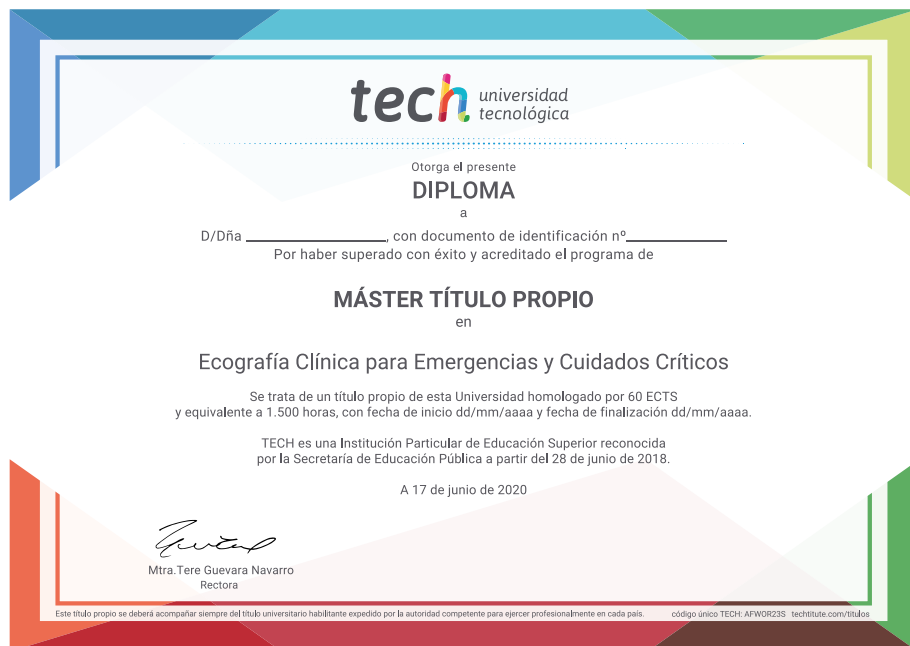 tech universidad
tecnológica
Otorga el presente
DIPLOMA
a
D/Dña ____________, con documento de identificación nº____________
Por haber superado con éxito y acreditado el programa de
MÁSTER TÍTULO PROPIO
en
Ecografía Clínica para Emergencias y Cuidados Críticos
Se trata de un título propio de esta Universidad homologado por 60 ECTS
y equivalente a 1.500 horas, con fecha de inicio dd/mm/aaaa y fecha de finalización dd/mm/aaaa.
TECH es una Institución Particular de Educación Superior reconocida
por la Secretaría de Educación Pública a partir del 28 de junio de 2018.
A 17 de junio de 2020
Mtra.Tere Guevara Navarro
Rectora
Este título propio se deberá acompañar siempre del título universitario habilitante expedido por la autoridad competente para ejercer profesionalmente en cada país. código único TECH: AFWOR23S techtitute.com/titulos